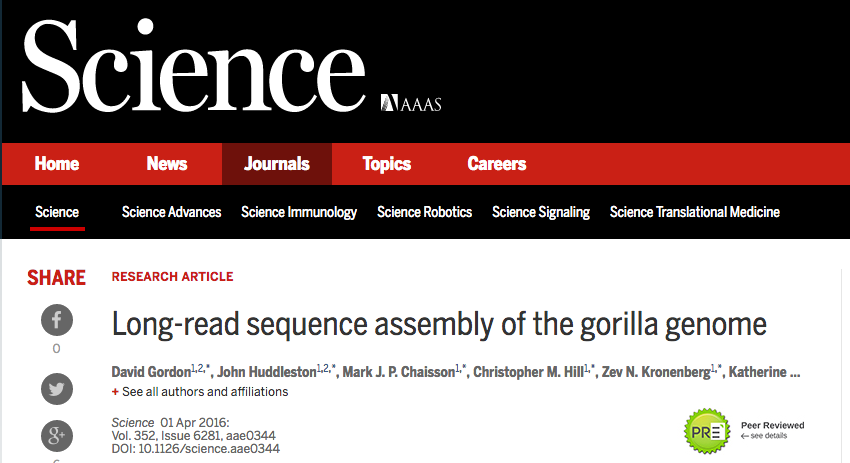 Science AAAS
Home News Journals Topics Careers
Science Science Advances Science Immunology Science Robotics Science Signaling Science Translational Medicine
SHARE
RESEARCH ARTICLE
Long-read sequence assembly of the gorilla genome
0
David Gordon1,2,*, John Huddleston1,2,*, Mark J. P. Chaisson1,*, Christopher M. Hill1,*, Zev N. Kronenberg1,*, Katherine ...
+ See all authors and affiliations
Science 01 Apr 2016:
Vol. 352, Issue 6281, aae0344
DOI: 10.1126/science.aae0344
f
g+
PRE
Peer Reviewed
← see details